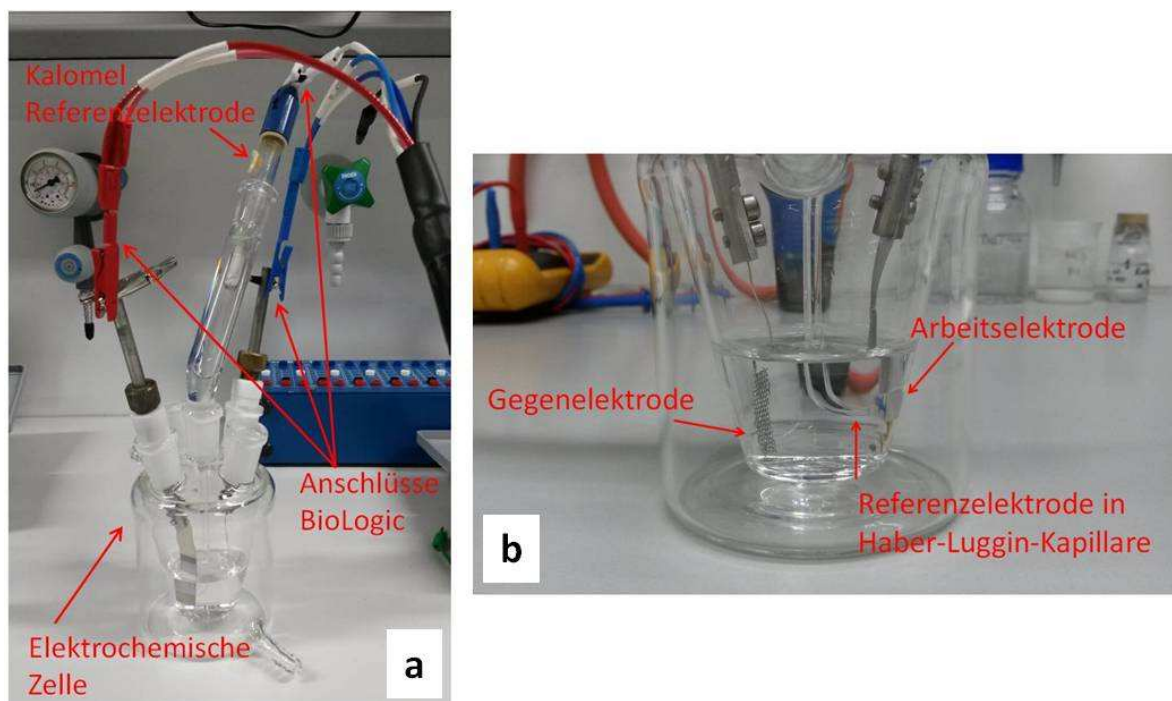 Kalomel
Referenzelektrode
Anschlüsse
BioLogic
Elektrochemische
Zelle
a
Gegenelektrode
Arbeitselektrode
Referenzelektrode in
Haber-Luggin-Kapillare
b